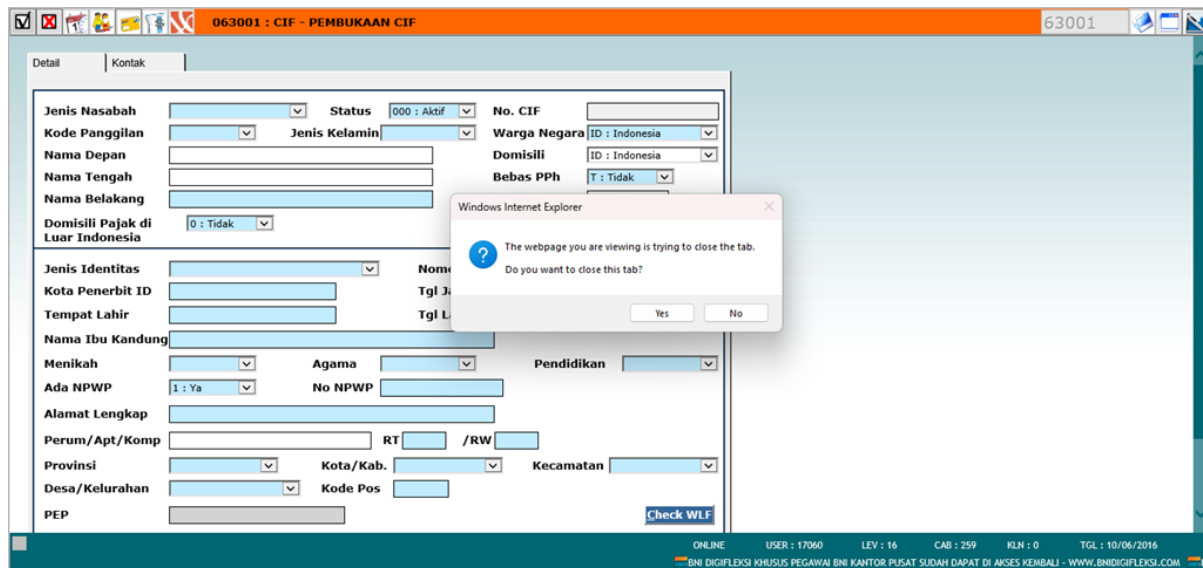 063001 : CIF - PEMBUKAAN CIF 63001
Detail Kontak
Jenis Nasabah Status 000 : Aktif No. CIF
Kode Panggilan Jenis Kelamin Warga Negara ID : Indonesia
Nama Depan Domisili ID : Indonesia
Nama Tengah Bebas PPh T : Tidak
Nama Belakang
Domisili Pajak di Luar Indonesia 0 : Tidak
Windows Internet Explorer
The webpage you are viewing is trying to close the tab.
Do you want to close this tab?
Yes No
Jenis Identitas
Kota Penerbit ID
Tempat Lahir Tgl
Nama Ibu Kandung
Menikah Agama Pendidikan
Ada NPWP 1 : Ya No NPWP
Alamat Lengkap
Perum/Apt/Komp RT /RW
Provinsi Kota/Kab. Kecamatan
Desa/Kelurahan Kode Pos
PEP Check WLF
ONLINE USER : 17060 LEV : 16 CAB : 259 KLN : 0 TGL : 10/06/2016
BNI DIGIFLEKSI KHUSUS PEGAWAI BNI KANTOR PUSAT SUDAH DAPAT DI AKSES KEMBALI - WWW.BNIDIGIFLEKSI.COM